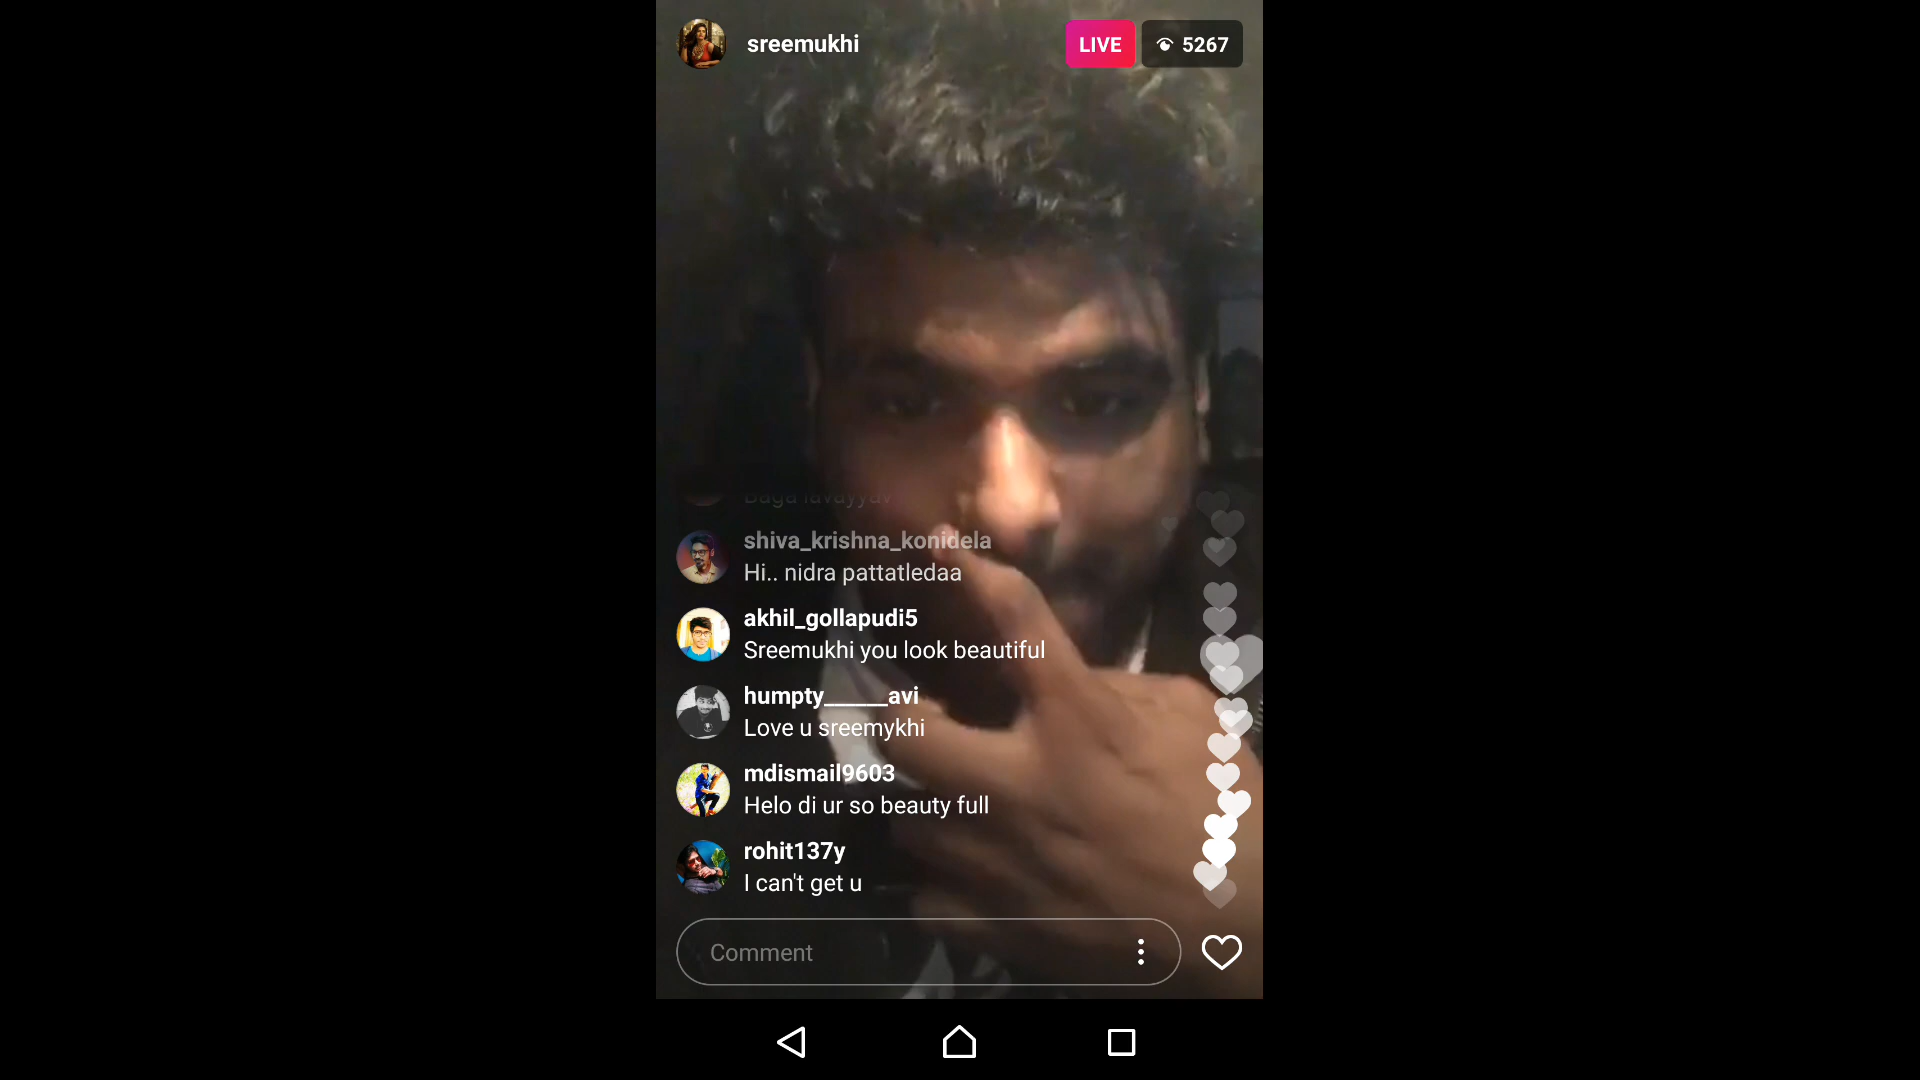 sreemukhi
LIVE
5267
shiva_krishna_konidela
Hi.. nidra pattatledaa
akhil_gollapudi5
Sreemukhi you look beautiful
humpty______avi
Love u sreemykhi
mdismail9603
Helo di ur so beauty full
rohit137y
I can't get u
Comment